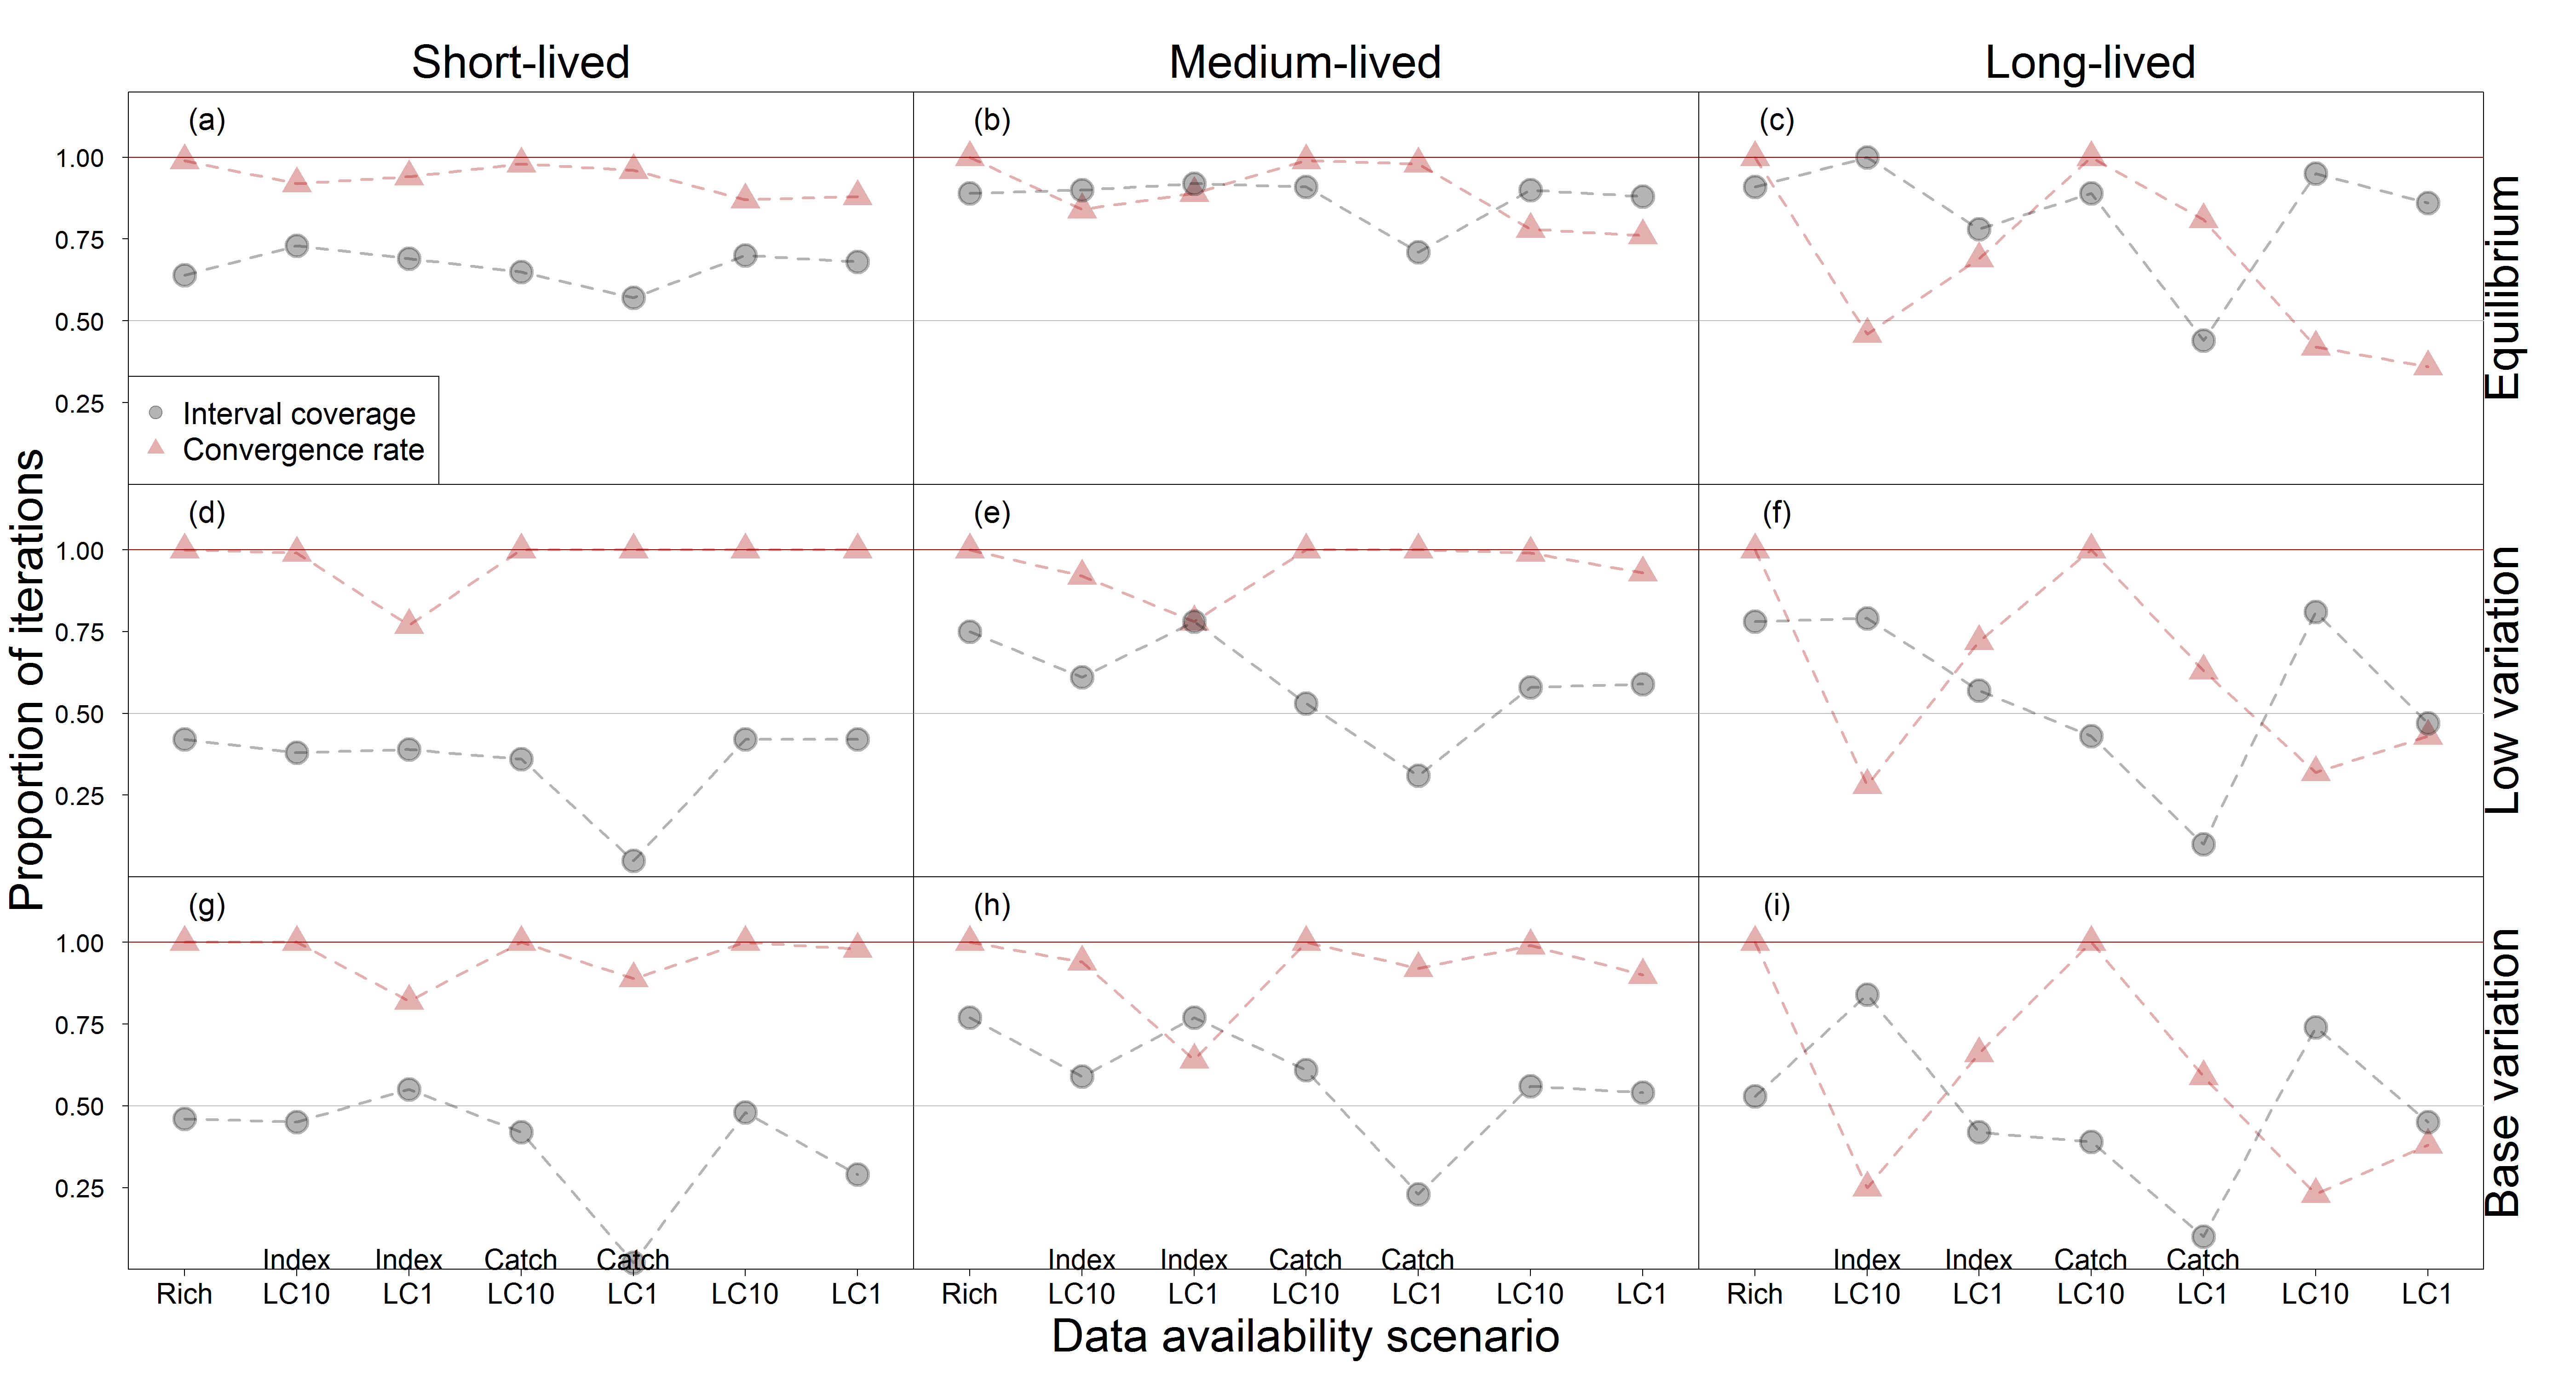 Short-lived Medium-lived Long-lived
(a) (b) (c)
1.00
0.75
0.50
0.25
Interval coverage
Convergence rate
Equilibrium
(d) (e) (f)
1.00
0.75
0.50
0.25
Low variation
Proportion of iterations
(g) (h) (i)
1.00
0.75
0.50
0.25
Base variation
Index Index Catch Catch Index Index Catch Catch Index Index Catch Catch
Rich LC10 LC1 LC10 LC1 LC10 LC1 Rich LC10 LC1 LC10 LC1 LC10 LC1 Rich LC10 LC1 LC10 LC1 LC10 LC1
Data availability scenario